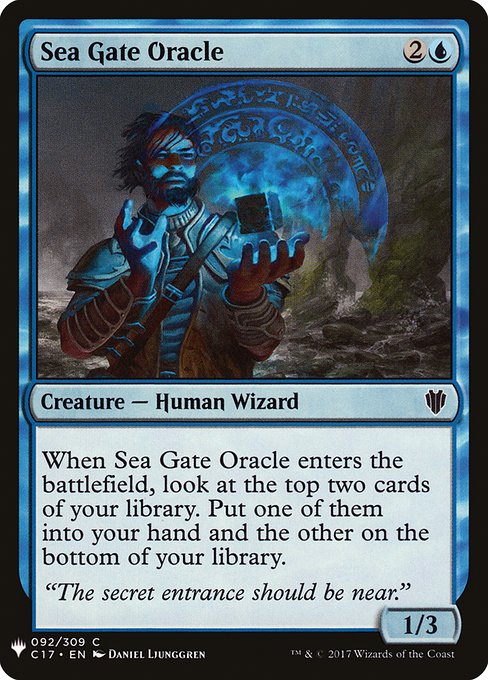 Sea Gate Oracle 2
Creature — Human Wizard
When Sea Gate Oracle enters the
battlefield, look at the top two cards
of your library. Put one of them
into your hand and the other on the
bottom of your library.
“The secret entrance should be near.”
1/3
092/309 C
C17 • EN Daniel Ljunggren
™ & © 2017 Wizards of the Coast